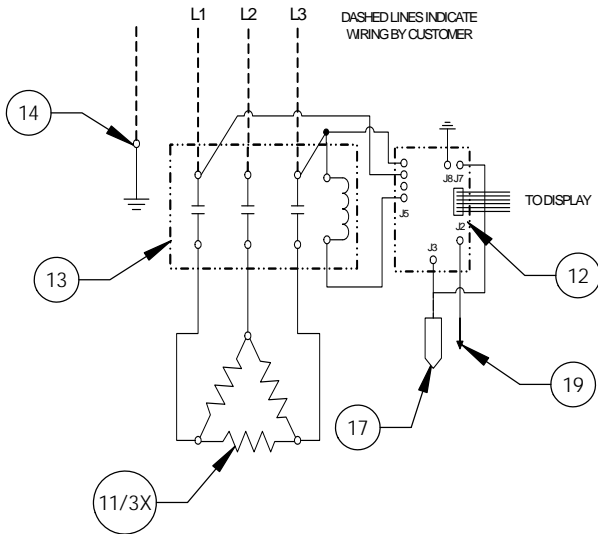 L1 L2 L3
DASHED LINES INDICATE
WIRING BY CUSTOMER
14
J8 J7
TO DISPLAY
J5
J2
J3
13
12
19
17
11/3X